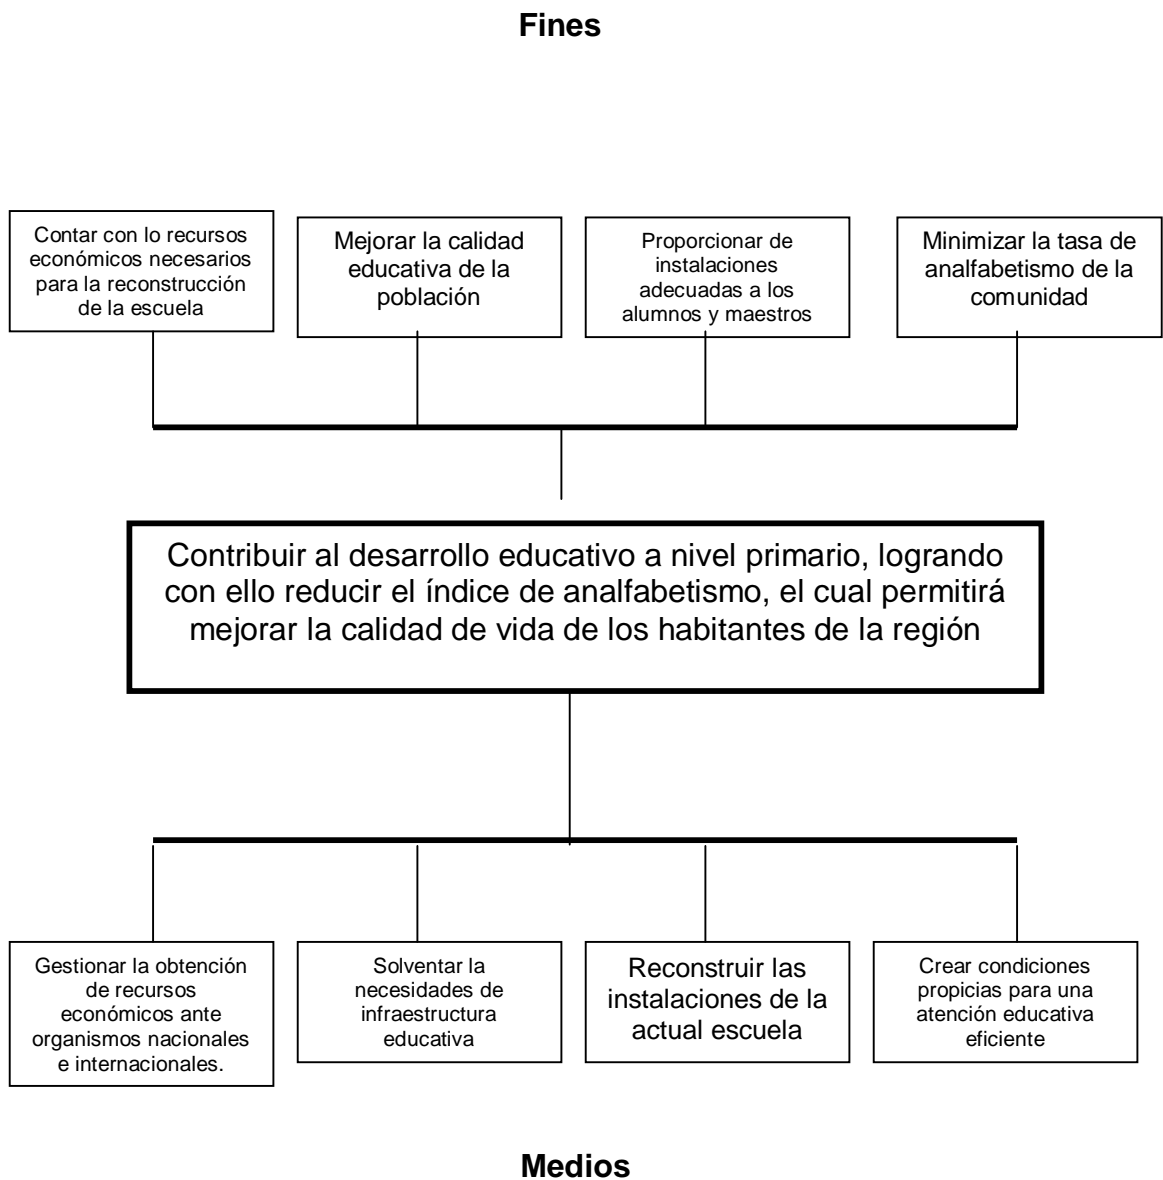 Fines
Contar con lo recursos
económicos necesarios
para la reconstrucción
de la escuela
Mejorar la calidad
educativa de la
población
Proporcionar de
instalaciones
adecuadas a los
alumnos y maestros
Minimizar la tasa de
analfabetismo de la
comunidad
Contribuir al desarrollo educativo a nivel primario, logrando
con ello reducir el índice de analfabetismo, el cual permitirá
mejorar la calidad de vida de los habitantes de la región
Gestionar la obtención
de recursos
económicos ante
organismos nacionales
e internacionales.
Solventar la
necesidades de
infraestructura
educativa
Reconstruir las
instalaciones de la
actual escuela
Crear condiciones
propicias para una
atención educativa
eficiente
Medios